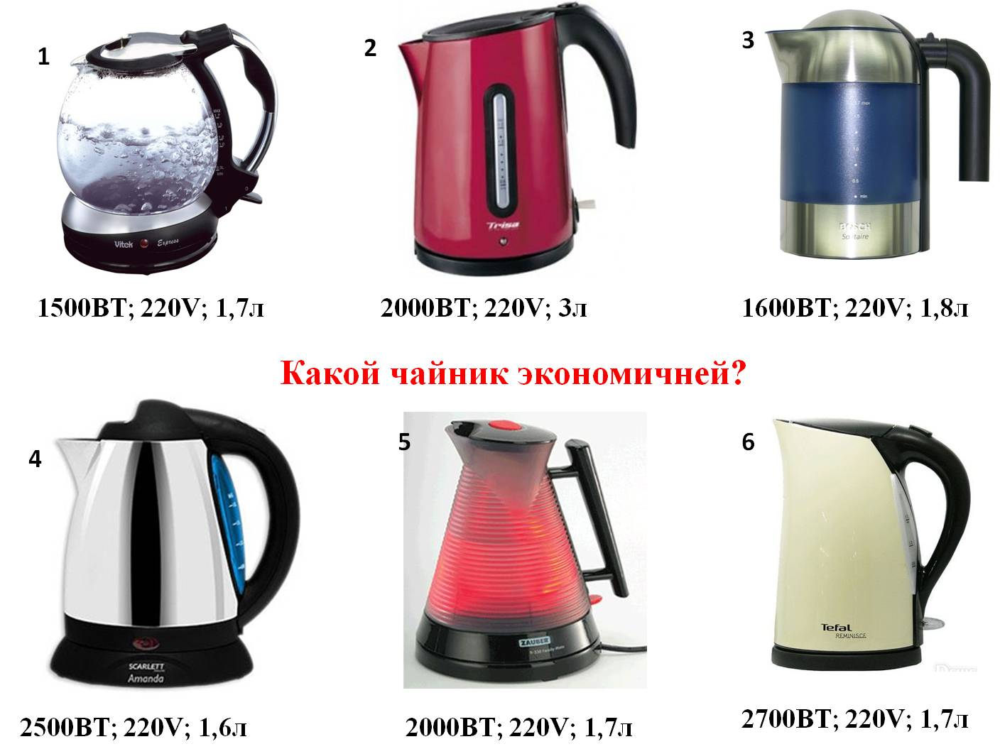 1
2
3
Vitek Express
Trisa
BOSCH
Solitaire
1500ВТ; 220V; 1,7л
2000ВТ; 220V; 3л
1600ВТ; 220V; 1,8л
Какой чайник экономичней?
4
5
6
SCARLETT
Amanda
ZAUBER
Tefal
REMINISCE
2500ВТ; 220V; 1,6л
2000ВТ; 220V; 1,7л
2700ВТ; 220V; 1,7л